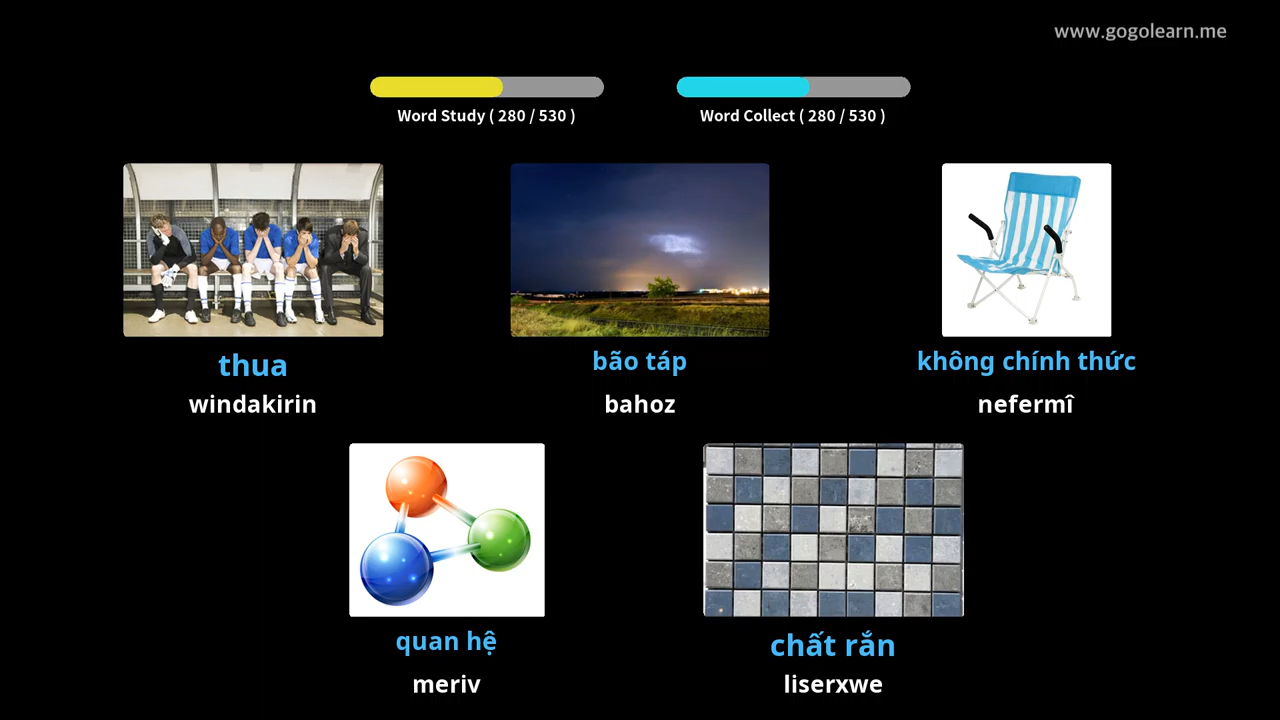 www.gogolearn.me
Word Study ( 280 / 530 )
Word Collect ( 280 / 530 )
thua
windakirin
bão táp
bahoz
không chính thức
nefermî
quan hệ
meriv
chất rắn
liserxwe